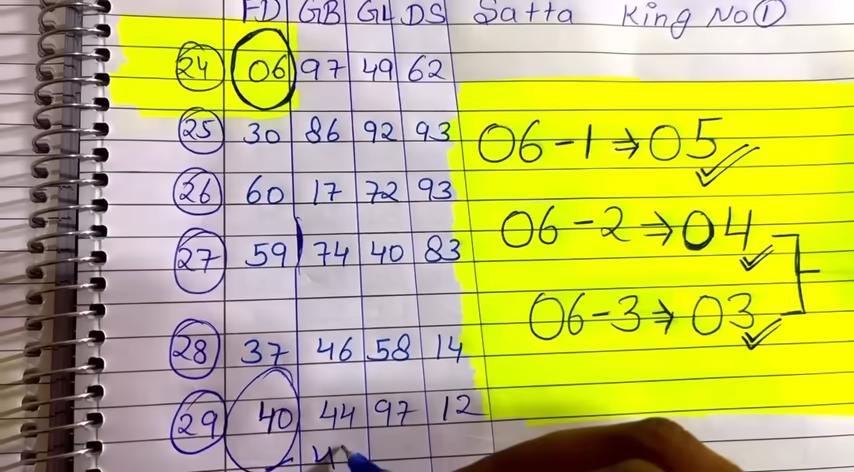 FD GB GL DS Satta King No 1
24 06 97 49 62
25 30 86 92 93
06-1⇒05
26 60 17 72 93
06-2⇒04
27 59 74 40 83
06-3⇒03
28 37 46 58 14
29 40 44 97 12